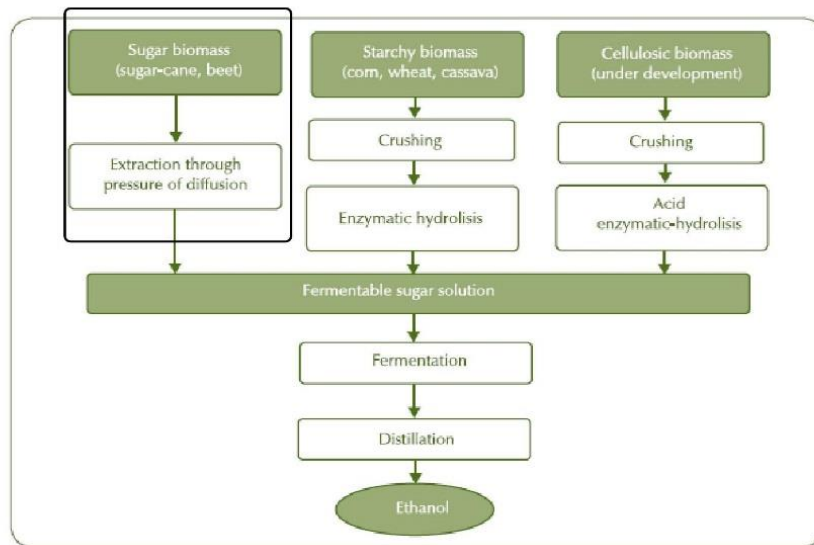 Sugar biomass
(sugar-cane, beet)
Starchy biomass
(corn, wheat, cassava)
Cellulosic biomass
(under development)
Extraction through
pressure of diffusion
Crushing
Crushing
Enzymatic hydrolisis
Acid
enzymatic-hydrolisis
Fermentable sugar solution
Fermentation
Distillation
Ethanol